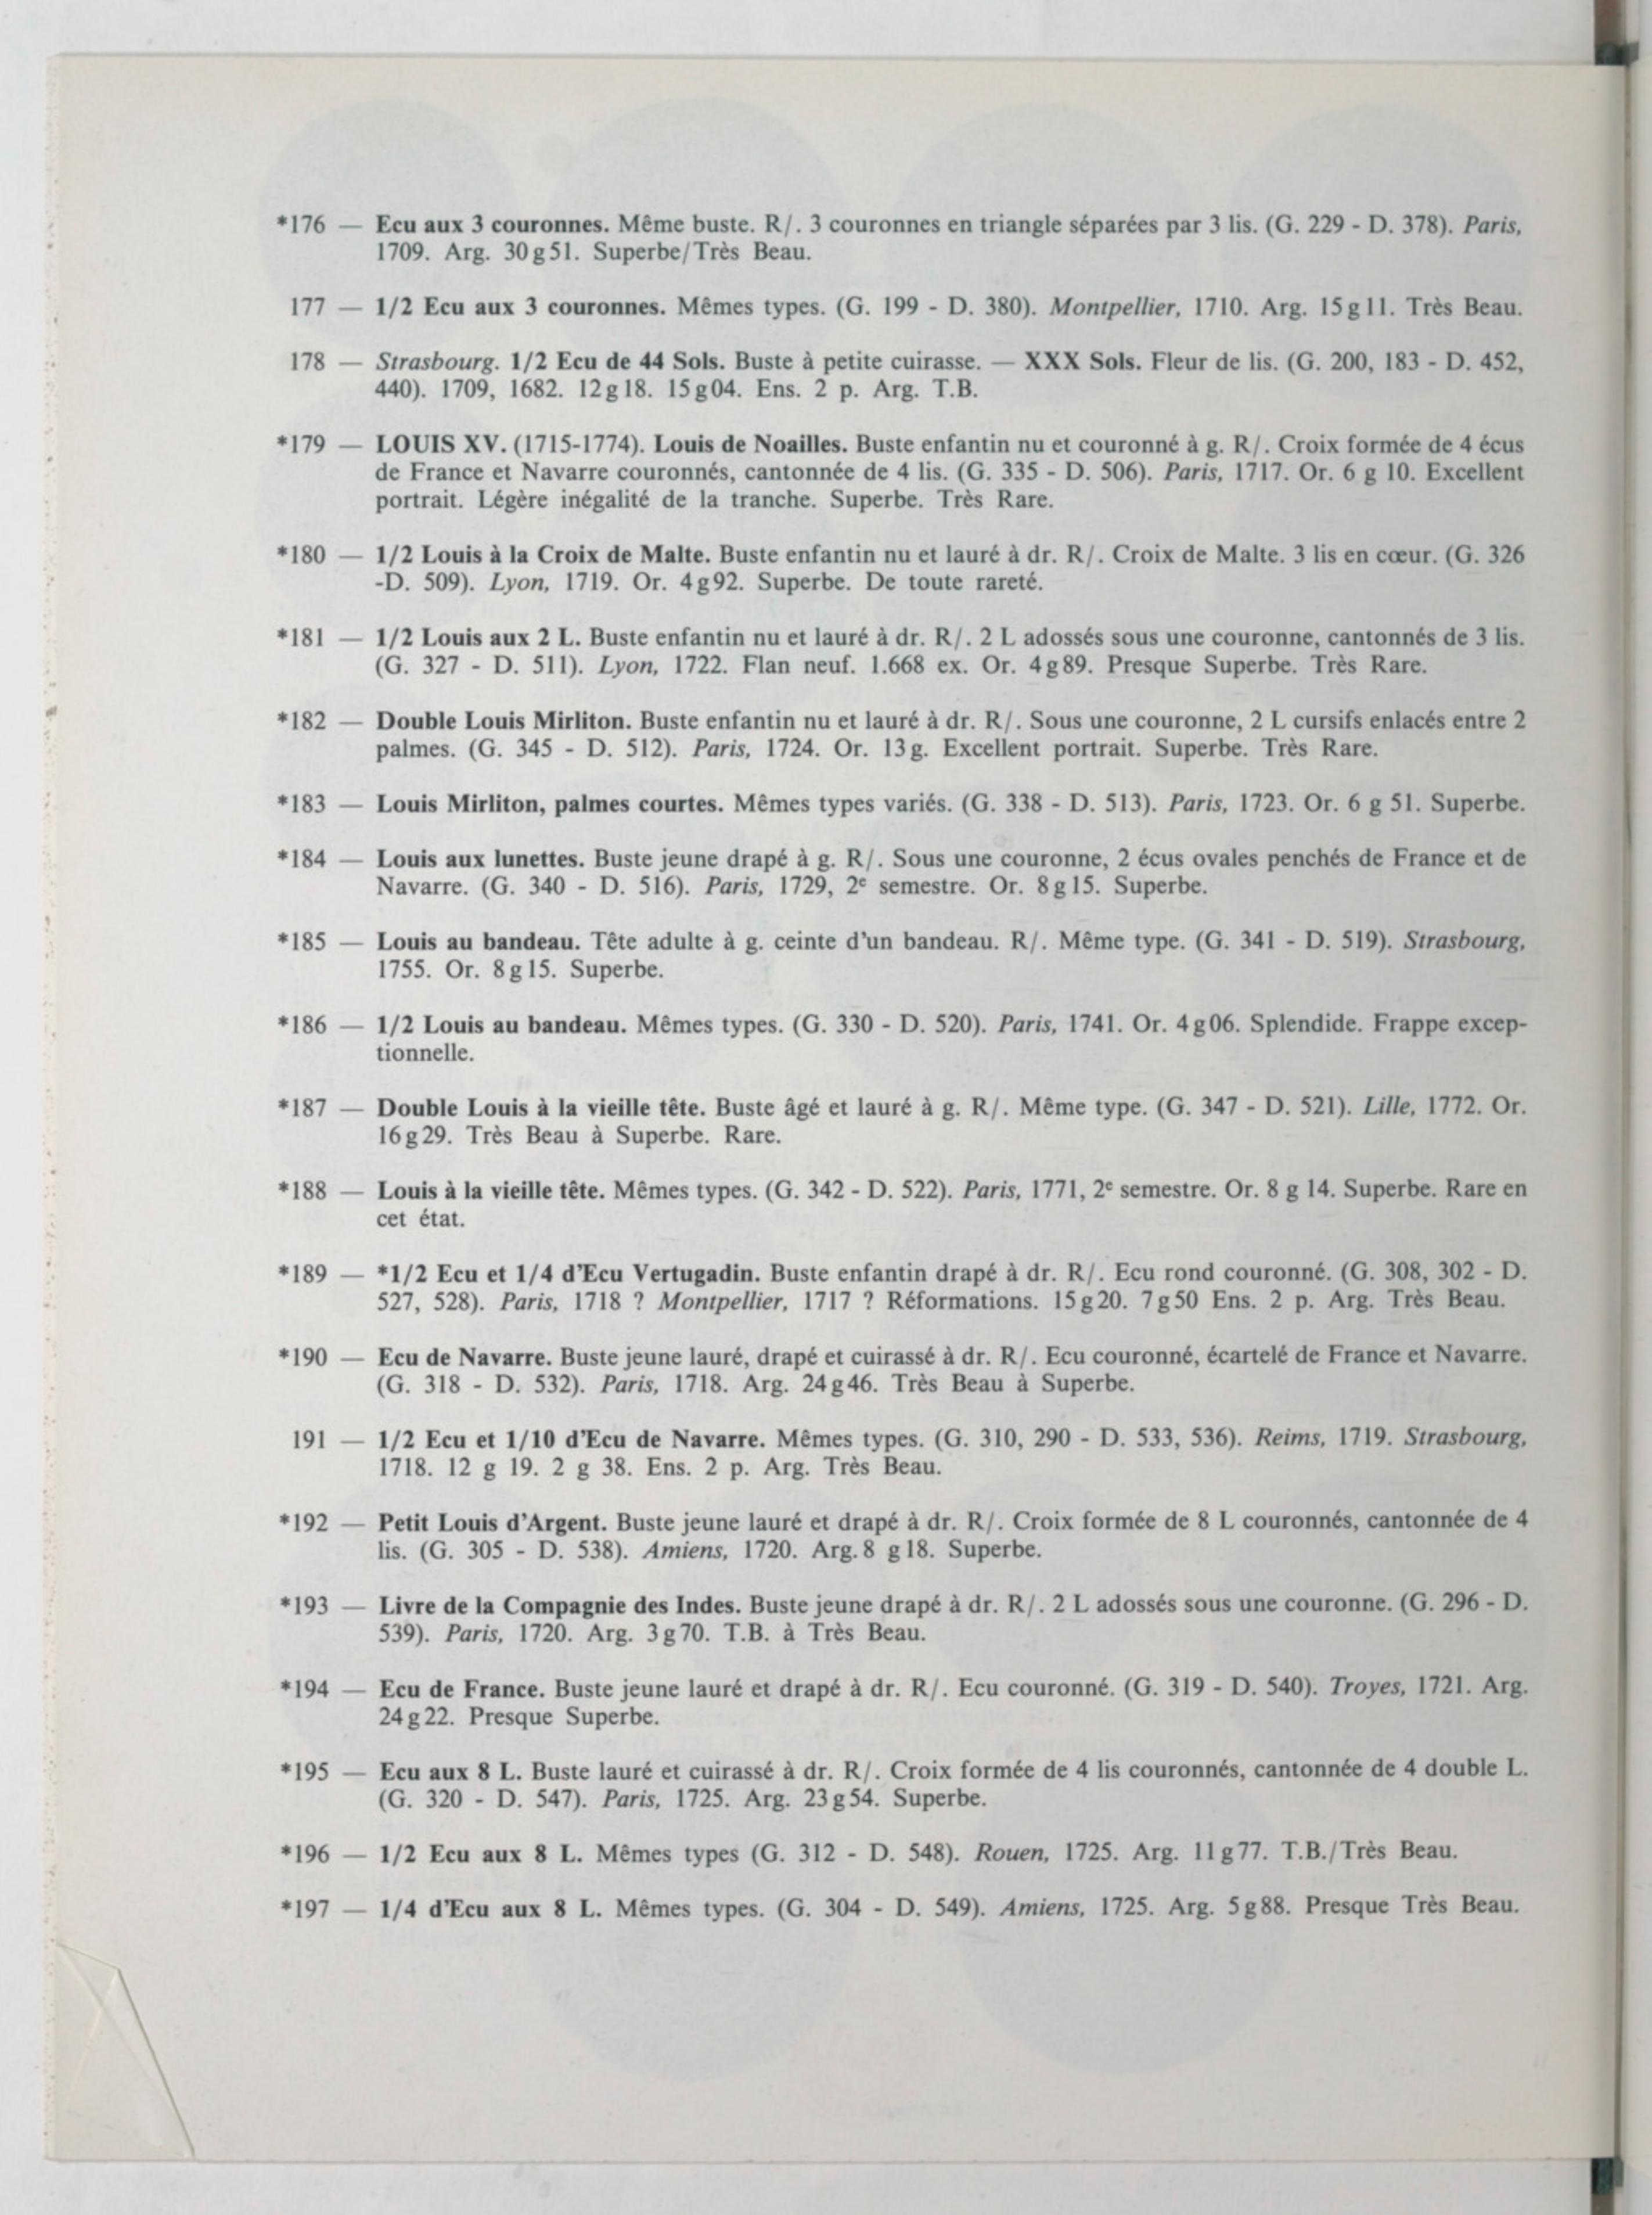 *176 — Ecu aux 3 couronnes. Même buste. R/. 3 couronnes en triangle séparées par 3 lis. (G. 229 - D. 378). Paris,
1709. Arg. 30 g 51. Superbe/Très Beau.
177 — 1/2 Ecu aux 3 couronnes. Mêmes types. (G. 199 - D. 380). Montpellier, 1710. Arg. 15 g 11. Très Beau.
178 — Strasbourg. 1/2 Ecu de 44 Sols. Buste à petite cuirasse. — XXX Sols. Fleur de lis. (G. 200, 183 - D. 452,
440). 1709, 1682. 12 g 18. 15 g 04. Ens. 2 p. Arg. T.B.
*179 — LOUIS XV. (1715-1774). Louis de Noailles. Buste enfantin nu et couronné à g. R/. Croix formée de 4 écus
de France et Navarre couronnés, cantonnée de 4 lis. (G. 335 - D. 506). Paris, 1717. Or. 6 g 10. Excellent
portrait. Légère inégalité de la tranche. Superbe. Très Rare.
*180 — 1/2 Louis à la Croix de Malte. Buste enfantin nu et lauré à dr. R/. Croix de Malte. 3 lis en cœur. (G. 326
-D. 509). Lyon, 1719. Or. 4 g 92. Superbe. De toute rareté.
*181 — 1/2 Louis aux 2 L. Buste enfantin nu et lauré à dr. R/. 2 L adossés sous une couronne, cantonnés de 3 lis.
(G. 327 - D. 511). Lyon, 1722. Flan neuf. 1.668 ex. Or. 4 g 89. Presque Superbe. Très Rare.
*182 — Double Louis Mirliton. Buste enfantin nu et lauré à dr. R/. Sous une couronne, 2 L cursifs enlacés entre 2
palmes. (G. 345 - D. 512). Paris, 1724. Or. 13 g. Excellent portrait. Superbe. Très Rare.
*183 — Louis Mirliton, palmes courtes. Mêmes types variés. (G. 338 - D. 513). Paris, 1723. Or. 6 g 51. Superbe.
*184 — Louis aux lunettes. Buste jeune drapé à g. R/. Sous une couronne, 2 écus ovales penchés de France et de
Navarre. (G. 340 - D. 516). Paris, 1729, 2e semestre. Or. 8 g 15. Superbe.
*185 — Louis au bandeau. Tête adulte à g. ceinte d'un bandeau. R/. Même type. (G. 341 - D. 519). Strasbourg,
1755. Or. 8 g 15. Superbe.
*186 — 1/2 Louis au bandeau. Mêmes types. (G. 330 - D. 520). Paris, 1741. Or. 4 g 06. Splendide. Frappe excep-
tionnelle.
*187 — Double Louis à la vieille tête. Buste âgé et lauré à g. R/. Même type. (G. 347 - D. 521). Lille, 1772. Or.
16 g 29. Très Beau à Superbe. Rare.
*188 — Louis à la vieille tête. Mêmes types. (G. 342 - D. 522). Paris, 1771, 2e semestre. Or. 8 g 14. Superbe. Rare en
cet état.
*189 — *1/2 Ecu et 1/4 d'Ecu Vertugadin. Buste enfantin drapé à dr. R/. Ecu rond couronné. (G. 308, 302 - D.
527, 528). Paris, 1718 ? Montpellier, 1717 ? Réformations. 15 g 20. 7 g 50 Ens. 2 p. Arg. Très Beau.
*190 — Ecu de Navarre. Buste jeune lauré, drapé et cuirassé à dr. R/. Ecu couronné, écartelé de France et Navarre.
(G. 318 - D. 532). Paris, 1718. Arg. 24 g 46. Très Beau à Superbe.
191 — 1/2 Ecu et 1/10 d'Ecu de Navarre. Mêmes types. (G. 310, 290 - D. 533, 536). Reims, 1719. Strasbourg,
1718. 12 g 19. 2 g 38. Ens. 2 p. Arg. Très Beau.
*192 — Petit Louis d'Argent. Buste jeune lauré et drapé à dr. R/. Croix formée de 8 L couronnés, cantonnée de 4
lis. (G. 305 - D. 538). Amiens, 1720. Arg. 8 g 18. Superbe.
*193 — Livre de la Compagnie des Indes. Buste jeune drapé à dr. R/. 2 L adossés sous une couronne. (G. 296 - D.
539). Paris, 1720. Arg. 3 g 70. T.B. à Très Beau.
*194 — Ecu de France. Buste jeune lauré et drapé à dr. R/. Ecu couronné. (G. 319 - D. 540). Troyes, 1721. Arg.
24 g 22. Presque Superbe.
*195 — Ecu aux 8 L. Buste lauré et cuirassé à dr. R/. Croix formée de 4 lis couronnés, cantonnée de 4 double L.
(G. 320 - D. 547). Paris, 1725. Arg. 23 g 54. Superbe.
*196 — 1/2 Ecu aux 8 L. Mêmes types (G. 312 - D. 548). Rouen, 1725. Arg. 11 g 77. T.B./Très Beau.
*197 — 1/4 d'Ecu aux 8 L. Mêmes types. (G. 304 - D. 549). Amiens, 1725. Arg. 5 g 88. Presque Très Beau.